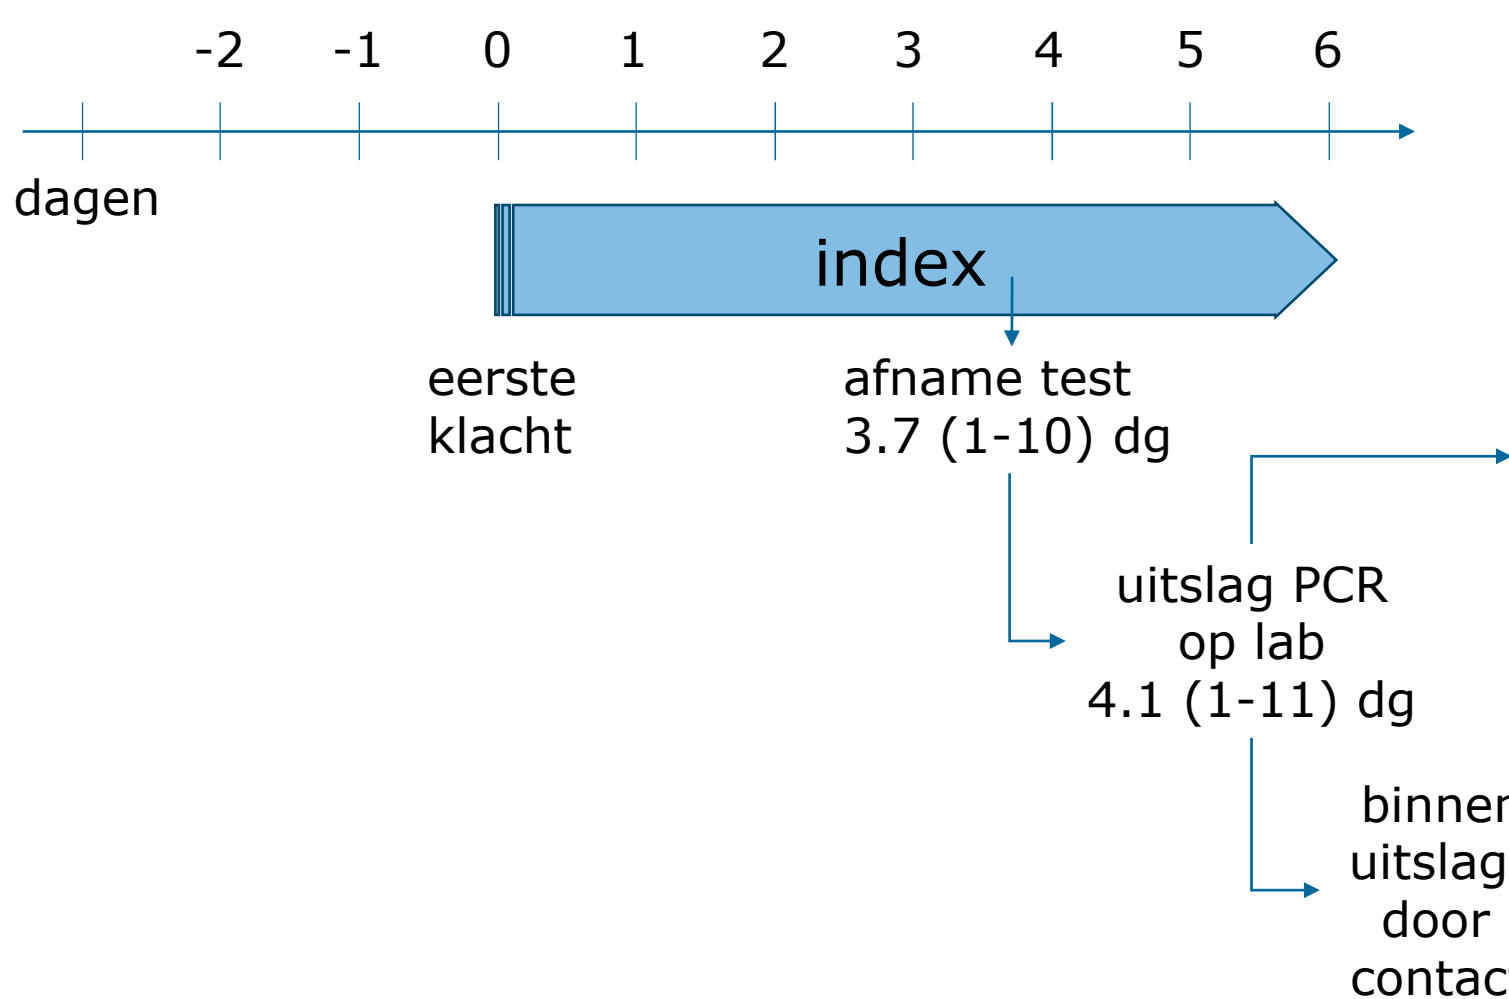 -2 -1 0 1 2 3 4 5 6
dagen
index
eerste
klacht
afname test
3.7 (1-10) dg
uitslag PCR
op lab
4.1 (1-11) dg
uitslag
door